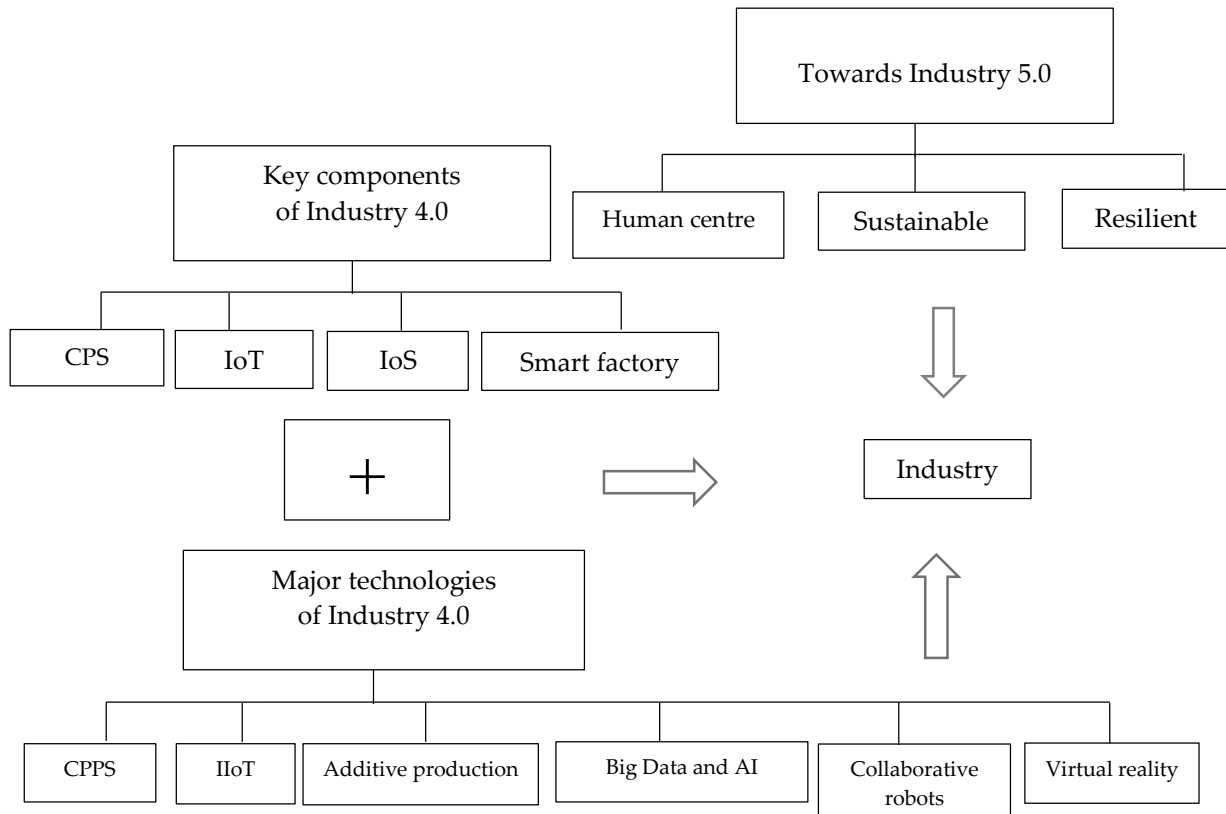 Towards Industry 5.0
Key components
of Industry 4.0
Human centre
Sustainable
Resilient
CPS
IoT
IoS
Smart factory
+
Industry
Major technologies
of Industry 4.0
CPPS
IIoT
Additive production
Big Data and AI
Collaborative
robots
Virtual reality